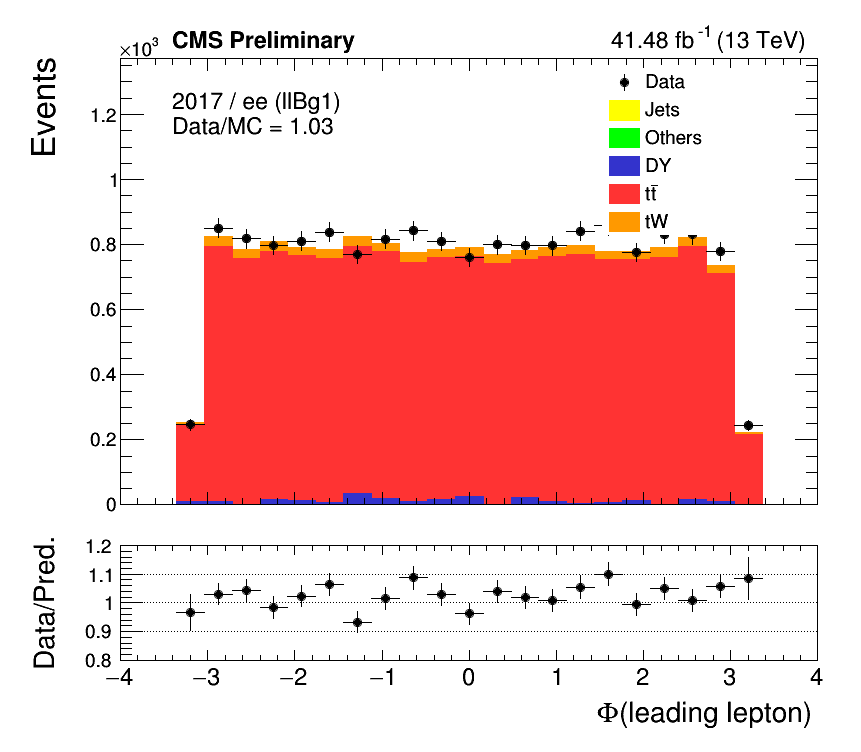 ×10³ CMS Preliminary 41.48 fb⁻¹ (13 TeV)
Events
2017 / ee (llBg1)
Data/MC = 1.03
Data
Jets
Others
DY
tt̄
tW
1.2
1
0.8
0.6
0.4
0.2
0
Data/Pred.
1.2
1.1
1
0.9
0.8
−4 −3 −2 −1 0 1 2 3 4
Φ(leading lepton)